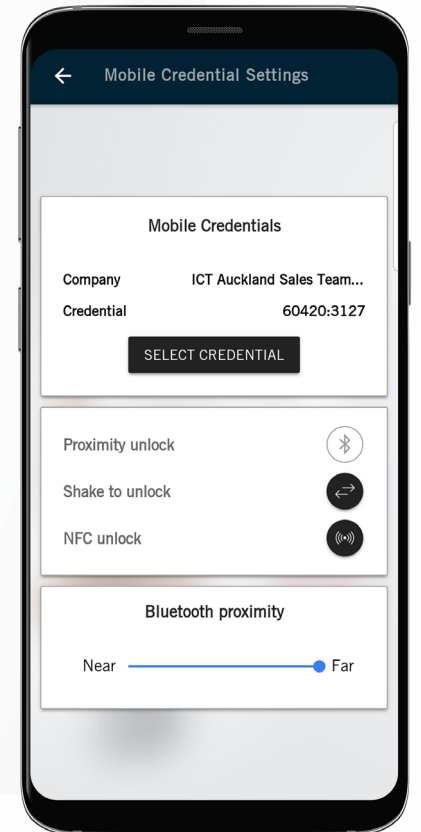 Mobile Credential Settings
Mobile Credentials
Company ICT Auckland Sales Team...
Credential 60420:3127
SELECT CREDENTIAL
Proximity unlock
Shake to unlock
NFC unlock
Bluetooth proximity
Near Far